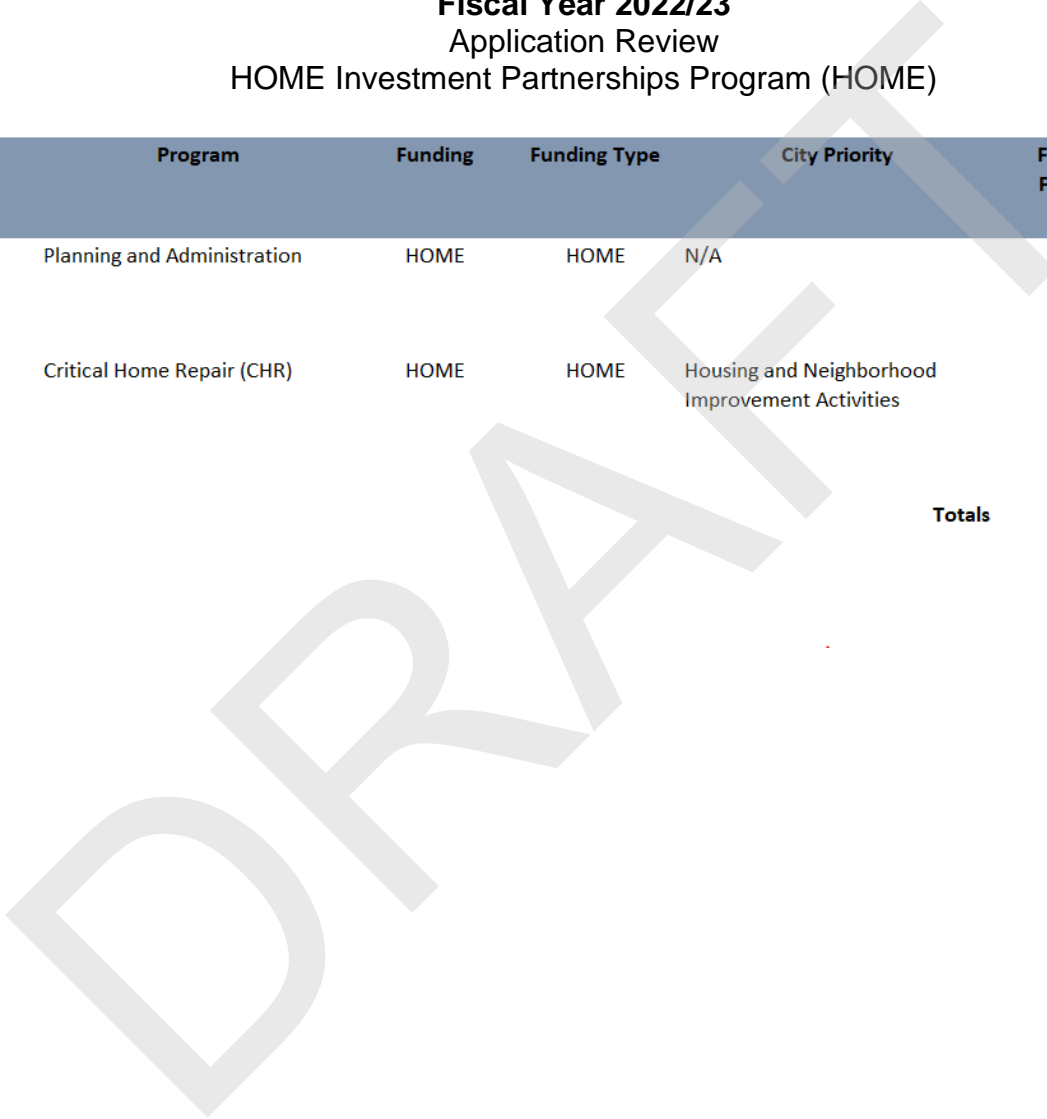 Fiscal Year 2022/23
Application Review
HOME Investment Partnerships Program (HOME)
Program Funding Funding Type City Priority
Planning and Administration HOME HOME N/A
Critical Home Repair (CHR) HOME HOME Housing and Neighborhood
Improvement Activities
Totals
DRAFT